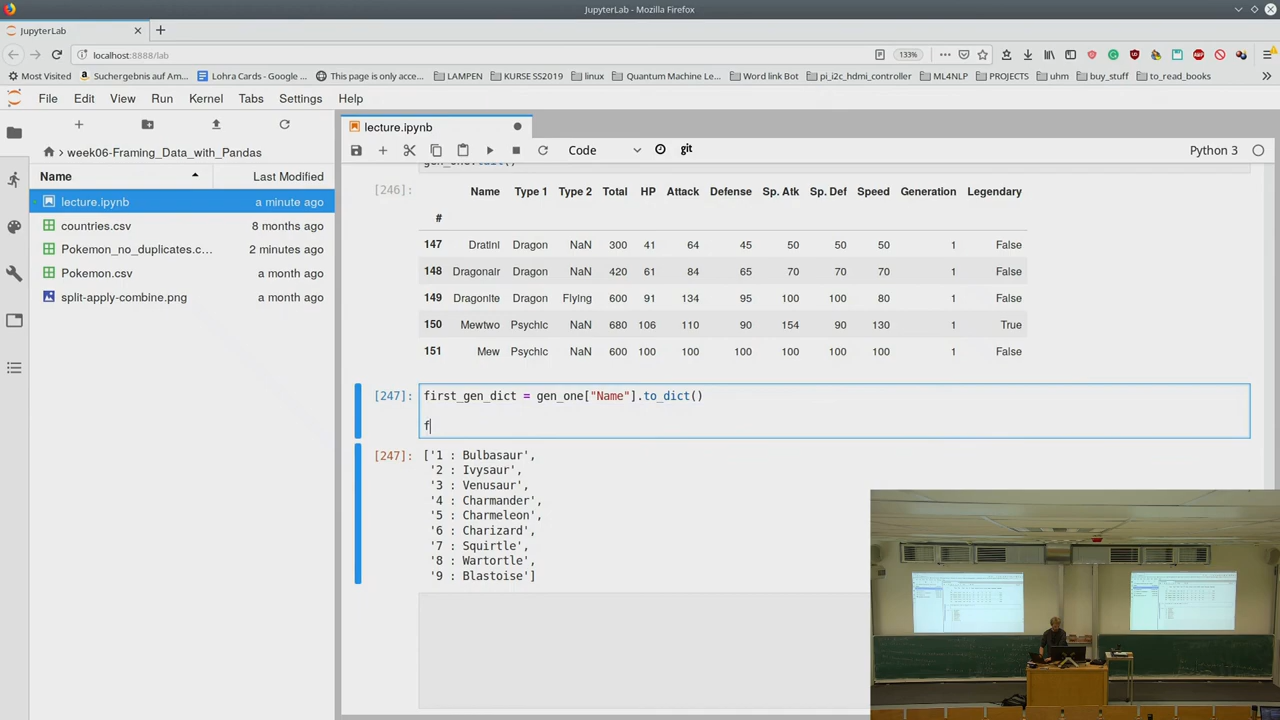 JupyterLab - Mozilla Firefox
JupyterLab
localhost:8888/lab
133%
Most Visited
Suchergebnis auf Am...
Lohra Cards - Google ...
This page is only acce...
LAMPEN
KURSE SS2019
linux
Quantum Machine Le...
Word link Bot
pi_i2c_hdmi_controller
ML4NLP
PROJECTS
uhm
buy_stuff
to_read_books
File Edit View Run Kernel Tabs Settings Help
week06-Framing_Data_with_Pandas
Name Last Modified
lecture.ipynb a minute ago
countries.csv 8 months ago
Pokemon_no_duplicates.c... 2 minutes ago
Pokemon.csv a month ago
split-apply-combine.png a month ago
lecture.ipynb
Code git Python 3
[246]: Name Type 1 Type 2 Total HP Attack Defense Sp. Atk Sp. Def Speed Generation Legendary
#
147 Dratini Dragon NaN 300 41 64 45 50 50 50 1 False
148 Dragonair Dragon NaN 420 61 84 65 70 70 70 1 False
149 Dragonite Dragon Flying 600 91 134 95 100 100 80 1 False
150 Mewtwo Psychic NaN 680 106 110 90 154 90 130 1 True
151 Mew Psychic NaN 600 100 100 100 100 100 100 1 False
[247]: first_gen_dict = gen_one["Name"].to_dict()
f
[247]: ['1 : Bulbasaur',
'2 : Ivysaur',
'3 : Venusaur',
'4 : Charmander',
'5 : Charmeleon',
'6 : Charizard',
'7 : Squirtle',
'8 : Wartortle',
'9 : Blastoise']